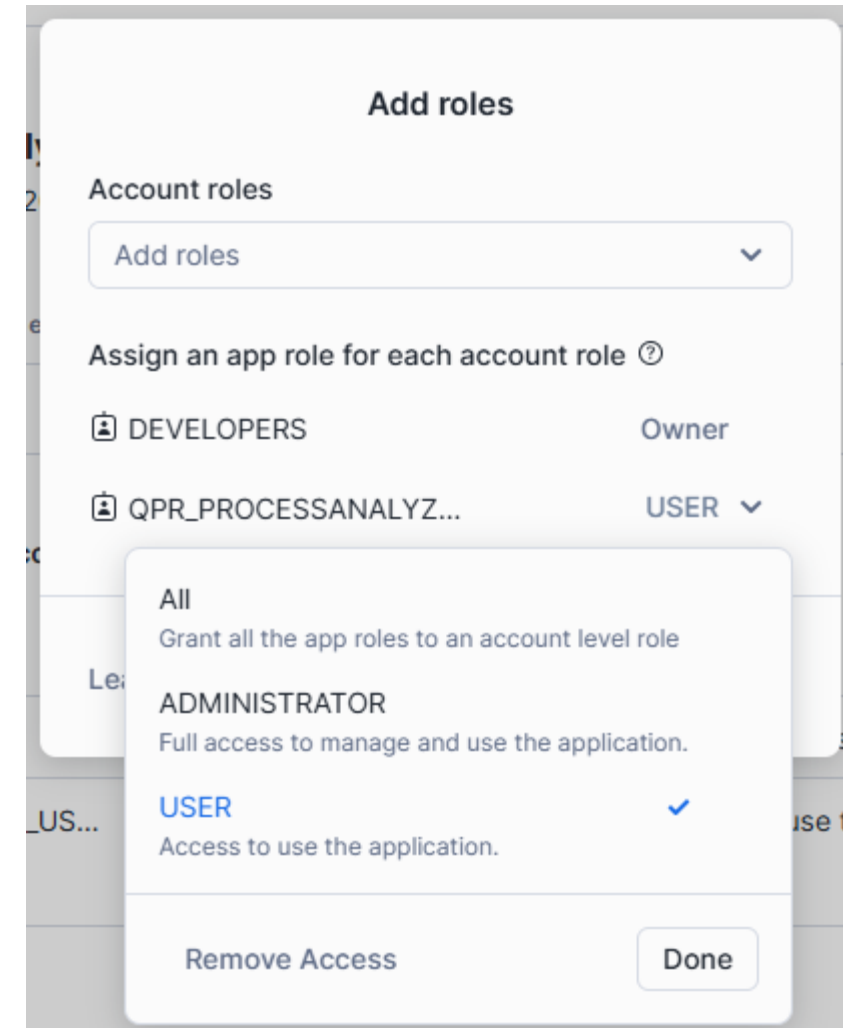 Add roles
Account roles
Add roles
Assign an app role for each account role ?
DEVELOPERS Owner
QPR_PROCESSANALYZ... USER
All
Grant all the app roles to an account level role
ADMINISTRATOR
Full access to manage and use the application.
USER
_US...
Access to use the application.
Remove Access Done